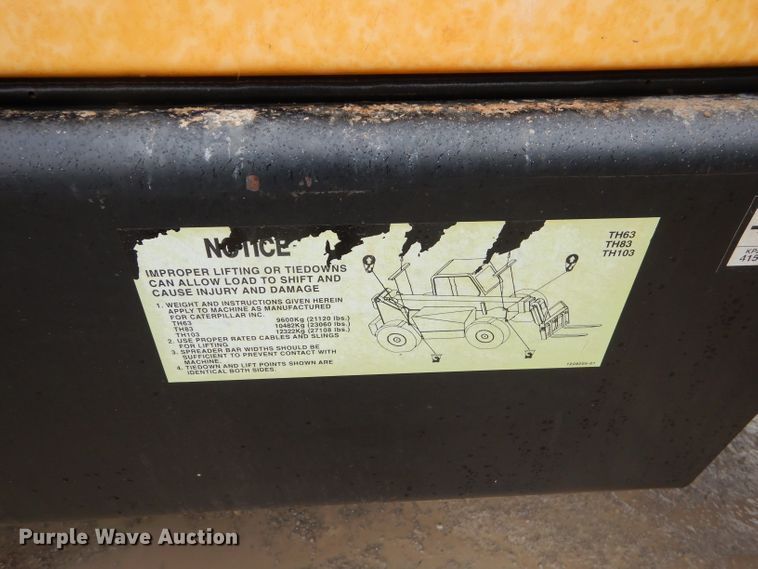 NOTICE
IMPROPER LIFTING OR TIEDOWNS
CAN ALLOW LOAD TO SHIFT AND
CAUSE INJURY AND DAMAGE
1. WEIGHT AND INSTRUCTIONS GIVEN HEREIN
APPLY TO MACHINE AS MANUFACTURED
FOR CATERPILLAR INC.
TH63 9600Kg (21120 lbs.)
TH83 10482Kg (23060 lbs.)
TH103 12322Kg (27108 lbs.)
2. USE PROPER RATED CABLES AND SLINGS
FOR LIFTING.
3. SPREADER BAR WIDTHS SHOULD BE
SUFFICIENT TO PREVENT CONTACT WITH
MACHINE.
4. TIEDOWN AND LIFT POINTS SHOWN ARE
IDENTICAL BOTH SIDES.
TH63
TH83
TH103
415
Purple Wave Auction